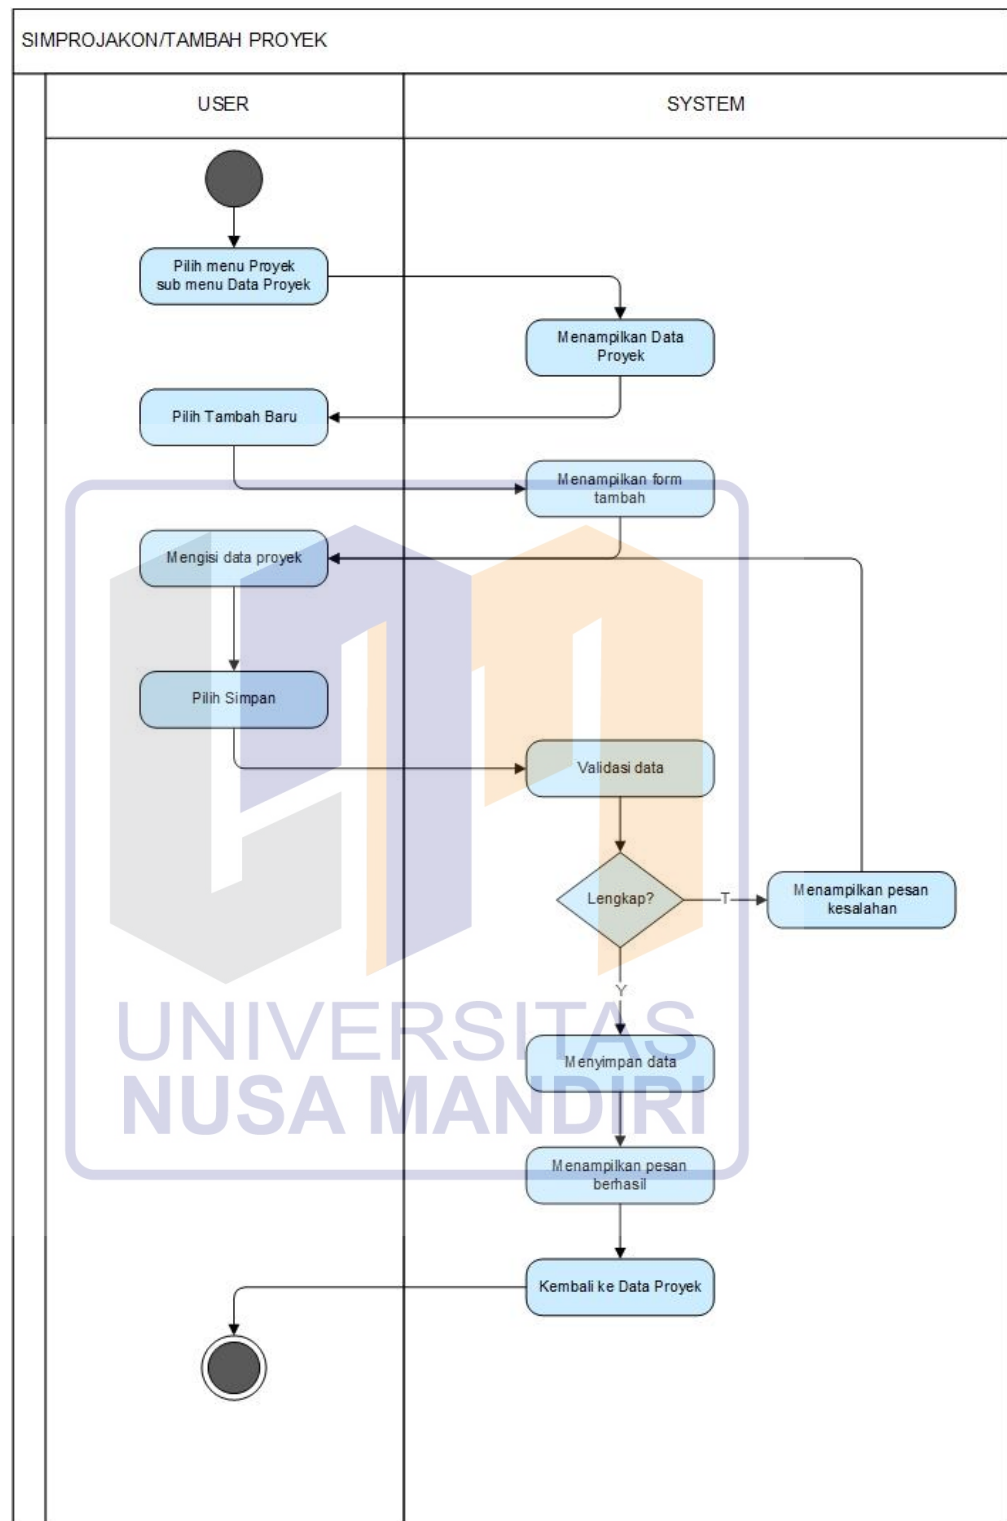 SIMPROJAKON/TAMBAH PROYEK
USER
SYSTEM
Pilih menu Proyek
sub menu Data Proyek
Menampilkan Data
Proyek
Pilih Tambah Baru
Menampilkan form
tambah
Mengisi data proyek
Pilih Simpan
Validasi data
Lengkap?
T
Menampilkan pesan
kesalahan
Y
UNIVERSITAS
Menyimpan data
NUSA MANDIRI
Menampilkan pesan
berhasil
Kembali ke Data Proyek